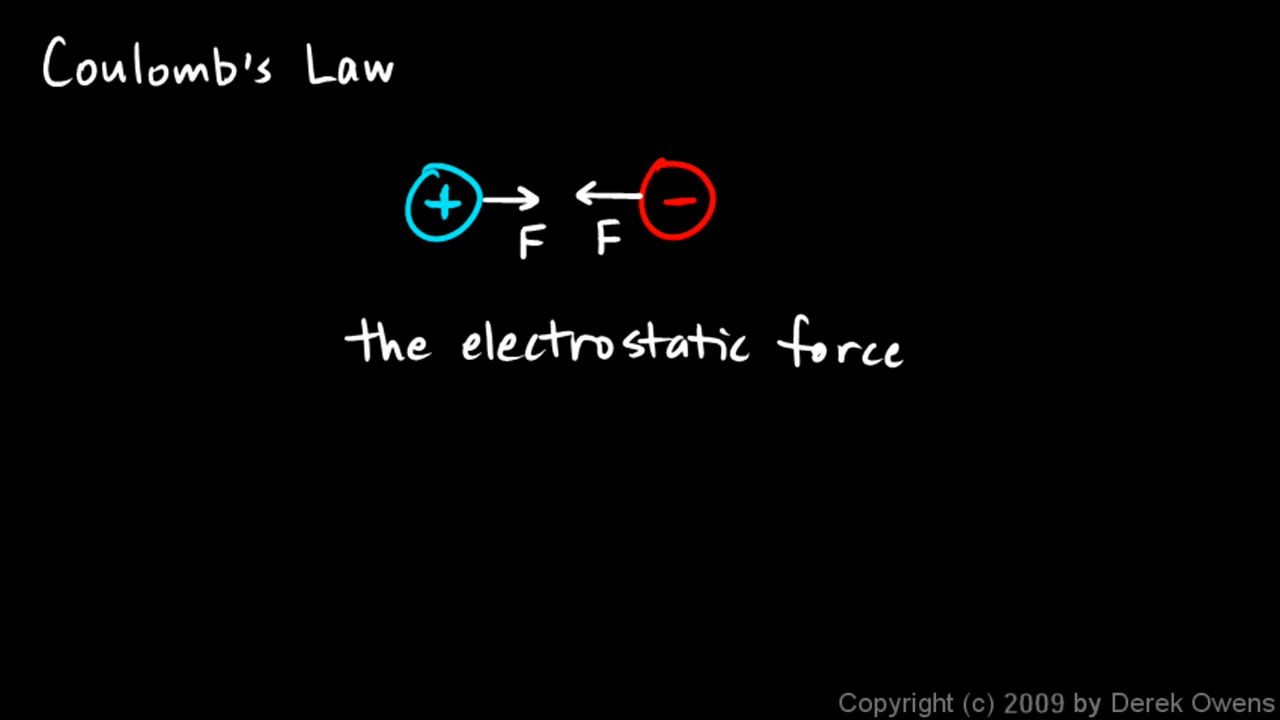 Coulomb's Law
+ -
F F
the electrostatic force
Copyright (c) 2009 by Derek Owens